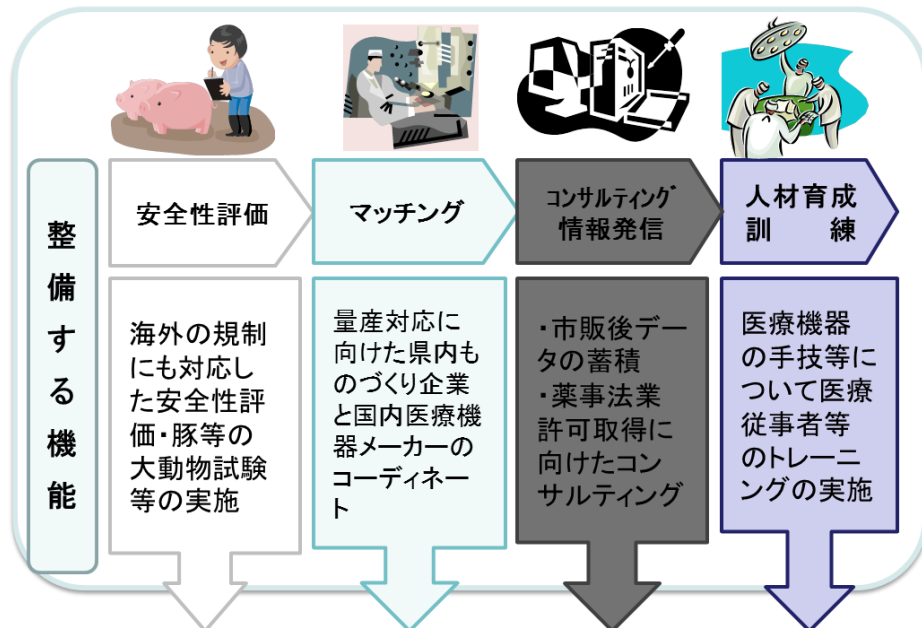 整備する機能
安全性評価
マッチング
コンサルティング
情報発信
人材育成
訓　　練
海外の規制
にも対応し
た安全性評
価・豚等の
大動物試験
等の実施
量産対応に
向けた県内も
のづくり企業
と国内医療機
器メーカーの
コーディネー
ト
・市販後デー
タの蓄積
・薬事法業
許可取得に
向けたコン
サルティング
医療機器
の手技等に
ついて医療
従事者等
のトレーニ
ングの実施